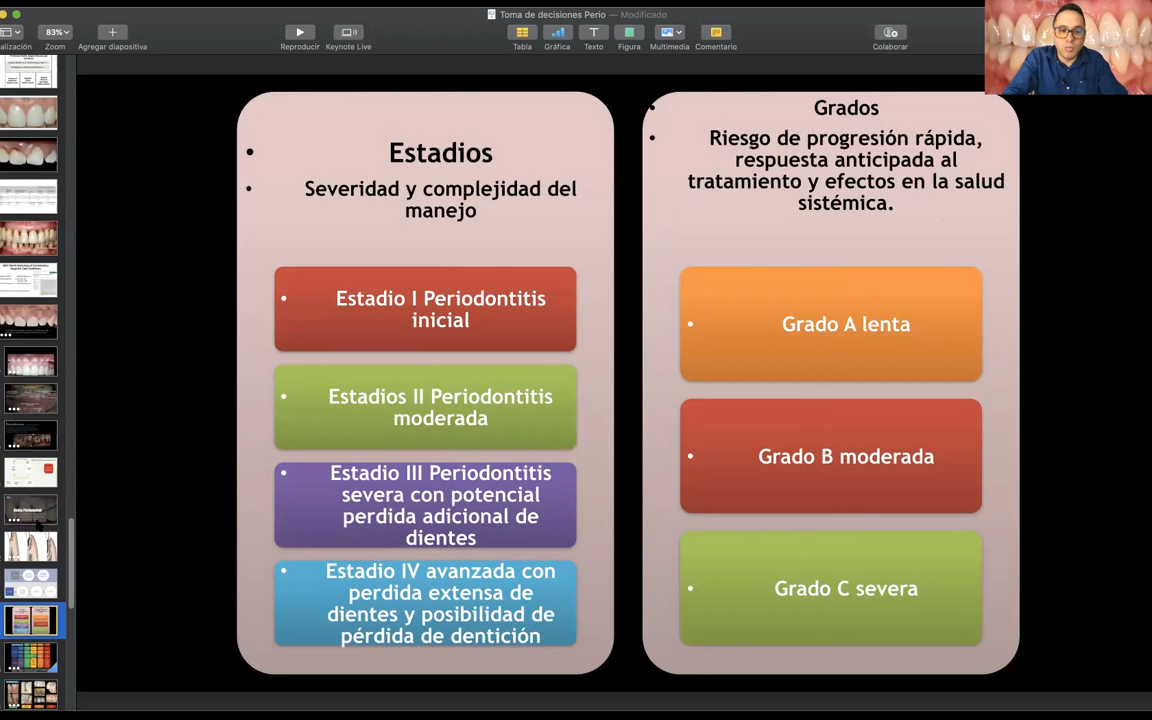 Toma de decisiones Perio — Modificado
83%
alización
Zoom
Agregar diapositiva
Reproducir
Keynote Live
Tabla
Gráfica
Texto
Figura
Multimedia
Comentario
Colaborar
Estadios
Severidad y complejidad del
manejo
Estadio I Periodontitis
inicial
Estadios II Periodontitis
moderada
Estadio III Periodontitis
severa con potencial
perdida adicional de
dientes
Estadio IV avanzada con
perdida extensa de
dientes y posibilidad de
pérdida de dentición
Grados
Riesgo de progresión rápida,
respuesta anticipada al
tratamiento y efectos en la salud
sistémica.
Grado A lenta
Grado B moderada
Grado C severa